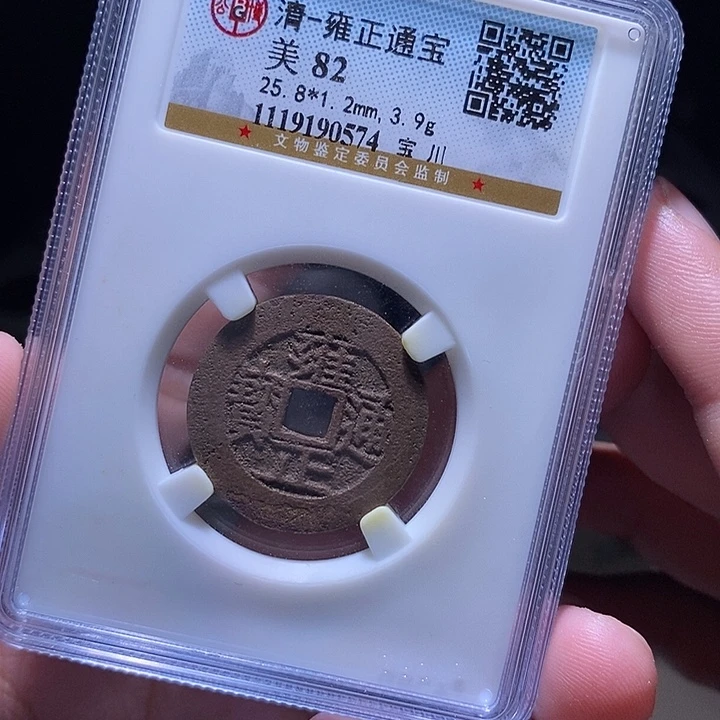 清-雍正通宝
美 82
25.8*1.2mm, 3.9g
1119190574 宝 川
文物鉴定委员会监制
雍正通寶